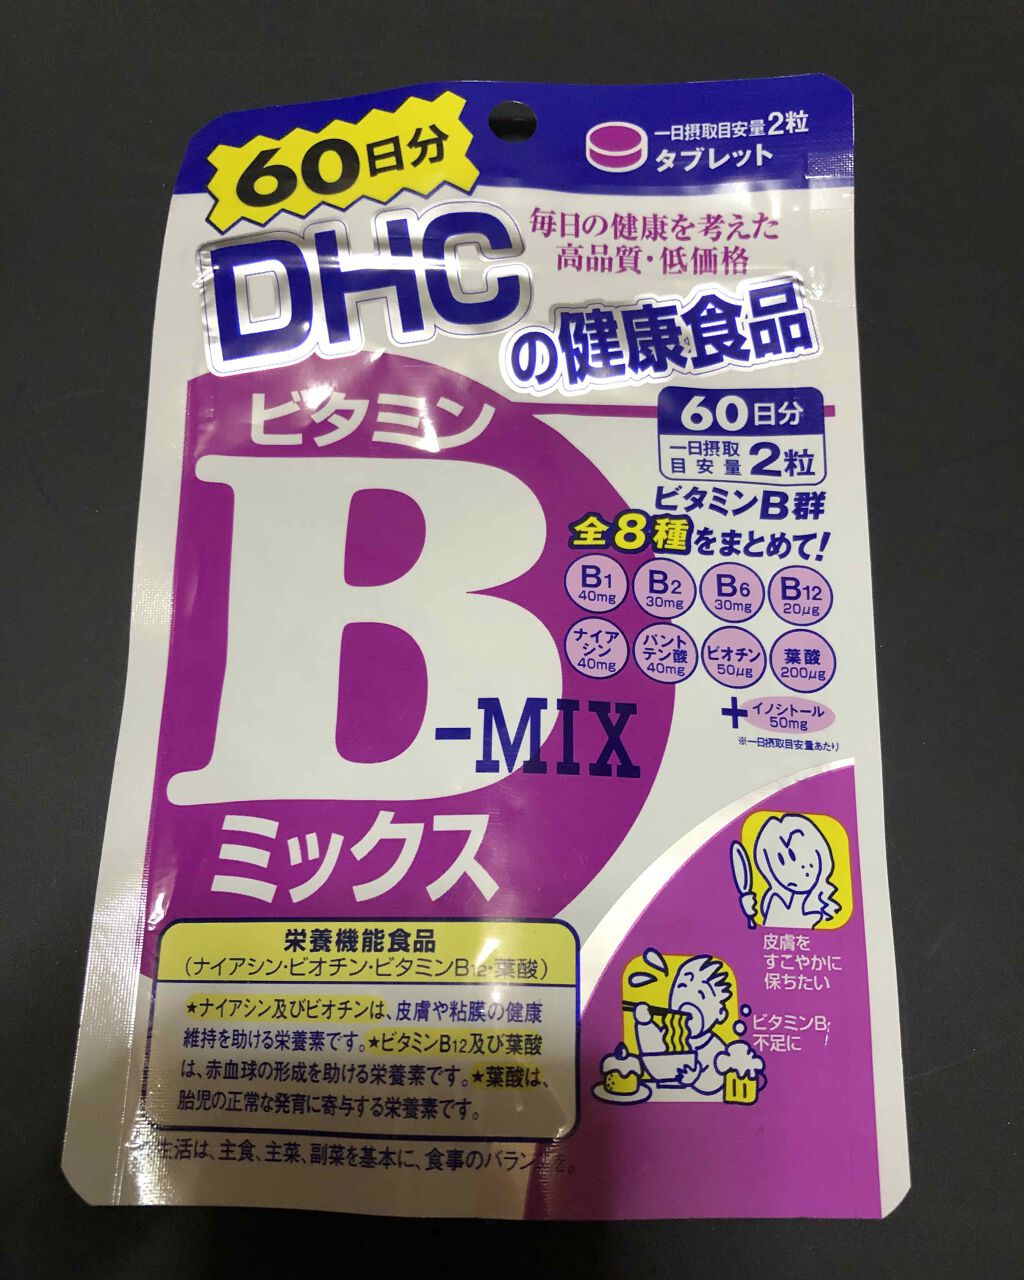 60日分
一日摂取目安量2粒
タブレット
DHC
毎日の健康を考えた
高品質・低価格
の健康食品
ビタミン
B
-MIX
ミックス
60日分
一日摂取
目安量 2粒
ビタミンB群
全8種をまとめて!
B1 40mg
B2 30mg
B6 30mg
B12 20μg
ナイアシン 40mg
パントテン酸 40mg
ビオチン 50μg
葉酸 200μg
+イノシトール 50mg
※一日摂取目安量あたり
栄養機能食品
(ナイアシン・ビオチン・ビタミンB12・葉酸)
★ナイアシン及びビオチンは、皮膚や粘膜の健康
維持を助ける栄養素です。★ビタミンB12及び葉酸
は、赤血球の形成を助ける栄養素です。★葉酸は、
胎児の正常な発育に寄与する栄養素です。
生活は、主食、主菜、副菜を基本に、食事のバランスを。
皮膚を
すこやかに
保ちたい
ビタミンB
不足に!